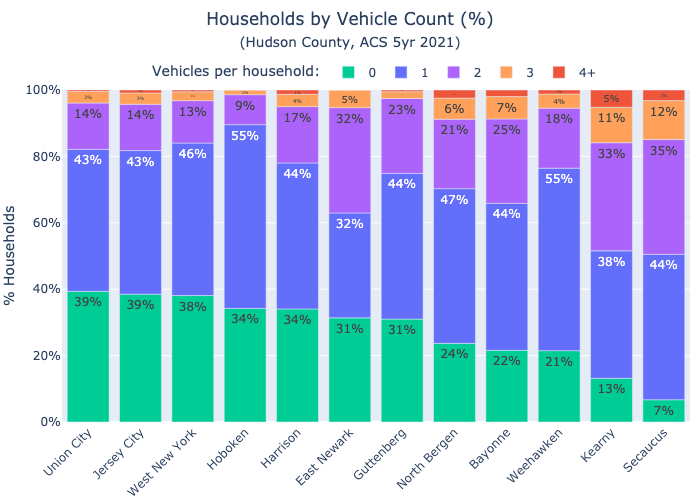 Households by Vehicle Count (%)
(Hudson County, ACS 5yr 2021)
Vehicles per household: 0 1 2 3 4+
% Households
100%
80%
60%
40%
20%
0%
3% 3% 4% 5% 6% 7% 4% 5% 11% 12%
14% 14% 13% 9% 17% 32% 23% 21% 25% 18% 33% 35%
43% 43% 46% 55% 44% 32% 44% 47% 44% 55% 38% 44%
39% 39% 38% 34% 34% 31% 31% 24% 22% 21% 13% 7%
Union City
Jersey City
West New York
Hoboken
Harrison
East Newark
Guttenberg
North Bergen
Bayonne
Weehawken
Kearny
Secaucus